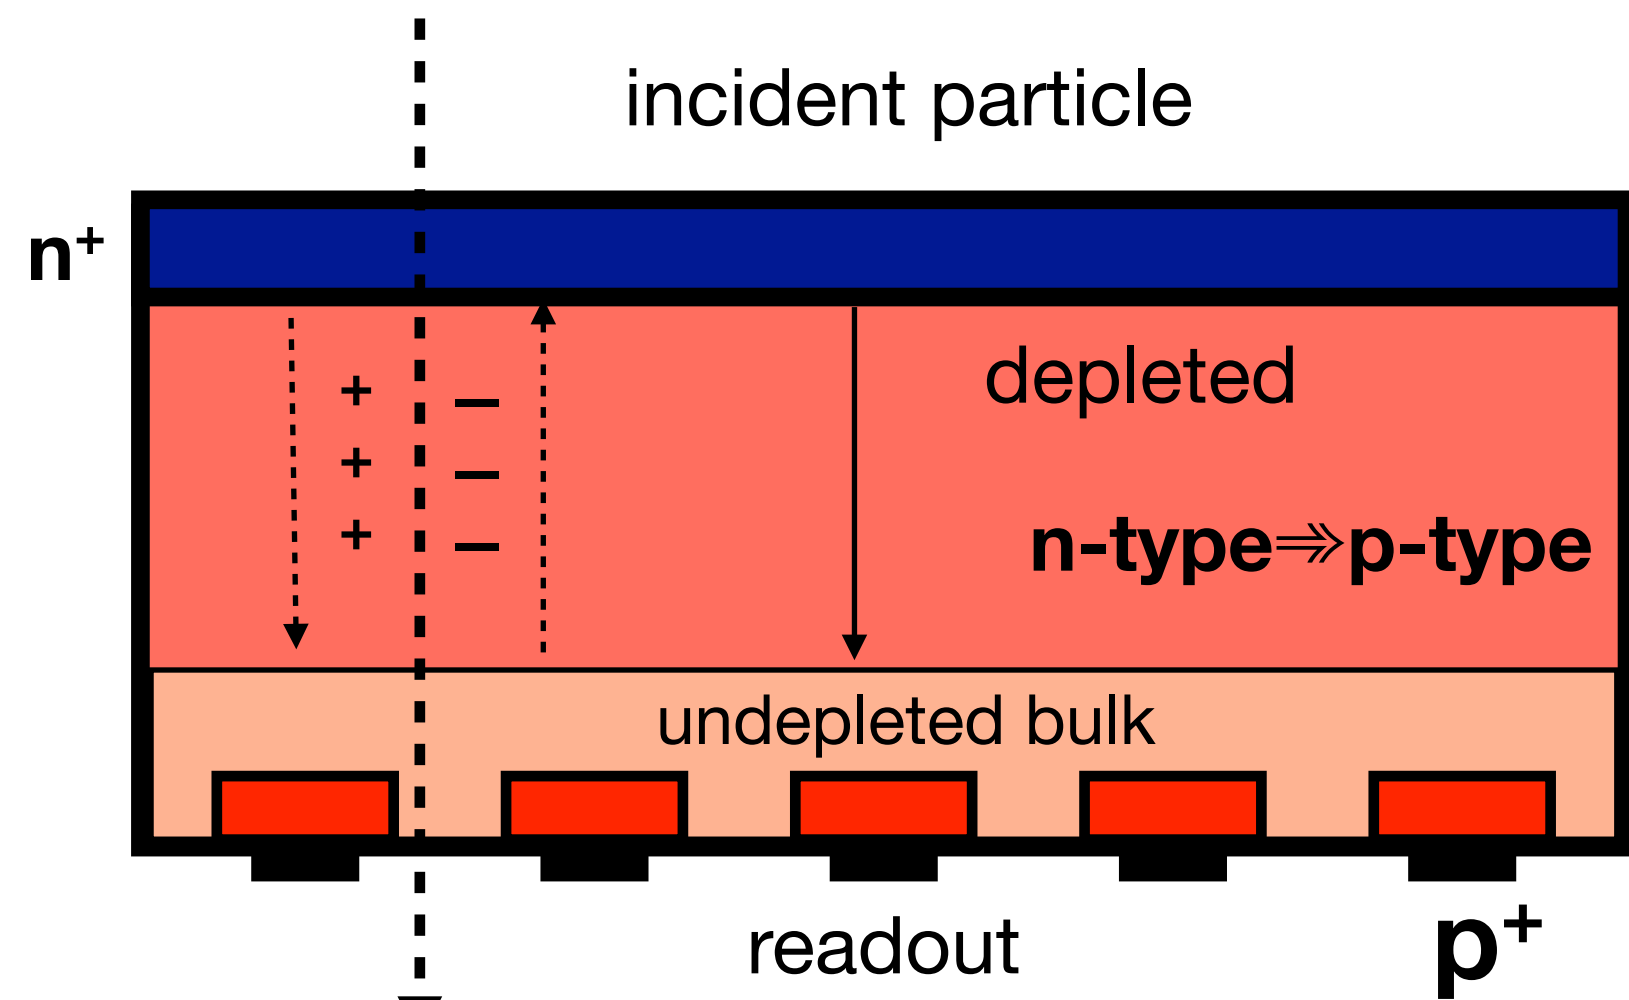 incident particle
n⁺
depleted
+ –
+ –
+ –
n-type⇒p-type
undepleted bulk
readout
p⁺